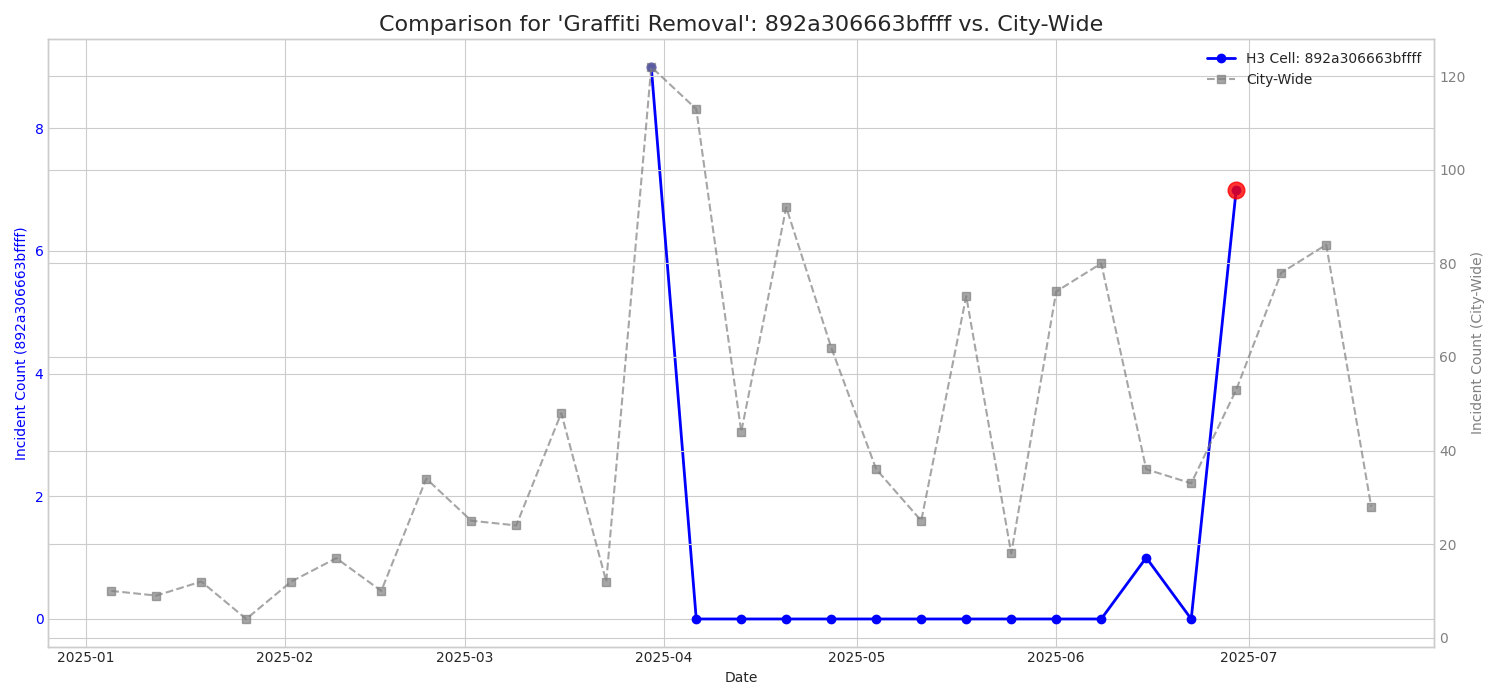 Comparison for 'Graffiti Removal': 892a306663bffff vs. City-Wide
H3 Cell: 892a306663bffff
City-Wide
Incident Count (892a306663bffff)
8
6
4
2
0
120
100
80
60
40
20
0
Incident Count (City-Wide)
2025-01 2025-02 2025-03 2025-04 2025-05 2025-06 2025-07
Date